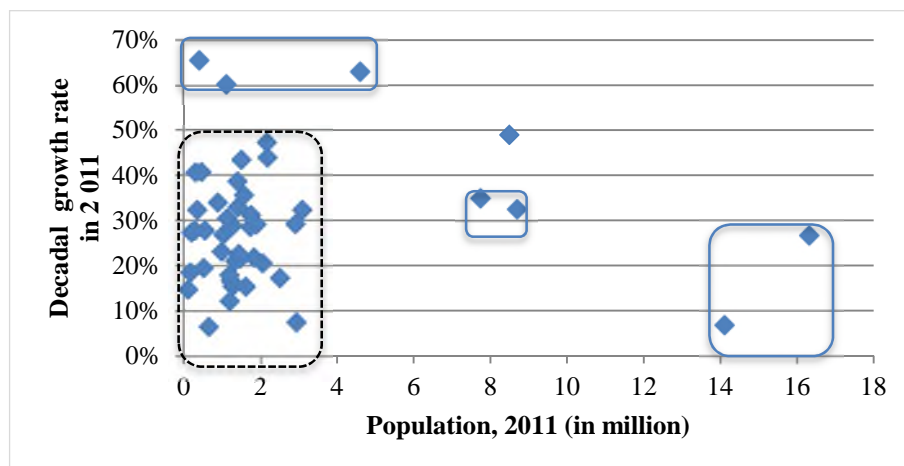 70%
60%
50%
40%
30%
20%
10%
0%
Decadal growth rate
in 2 011
0 2 4 6 8 10 12 14 16 18
Population, 2011 (in million)